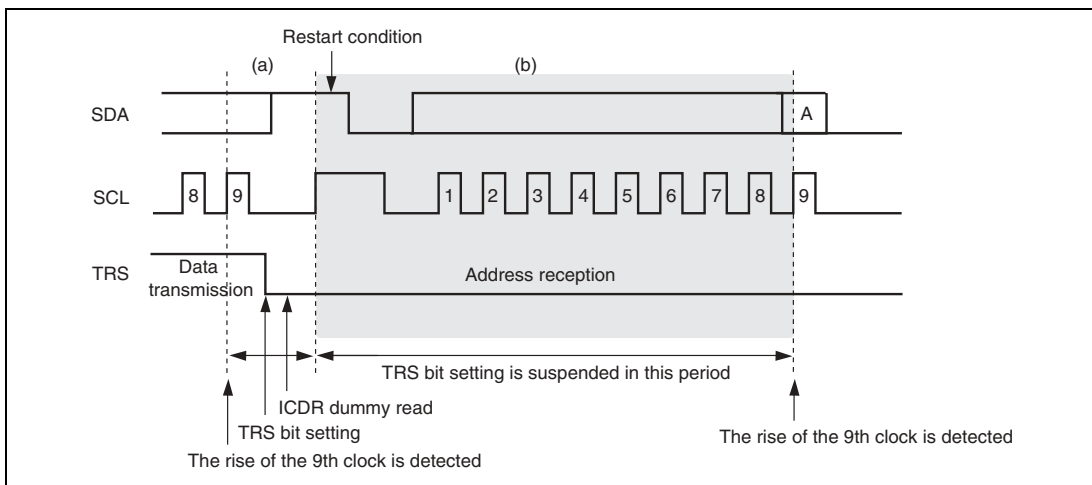 Restart condition
(a)
(b)
SDA
A
SCL
8
9
1
2
3
4
5
6
7
8
9
TRS
Data
transmission
Address reception
TRS bit setting is suspended in this period
ICDR dummy read
TRS bit setting
The rise of the 9th clock is detected
The rise of the 9th clock is detected